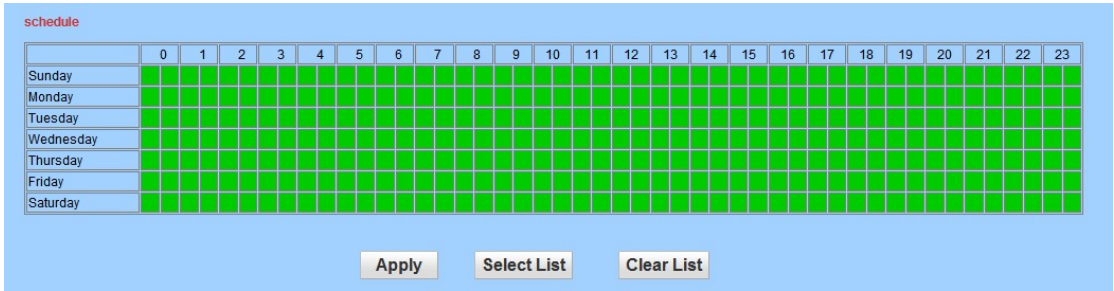 schedule
0 1 2 3 4 5 6 7 8 9 10 11 12 13 14 15 16 17 18 19 20 21 22 23
Sunday
Monday
Tuesday
Wednesday
Thursday
Friday
Saturday
Apply Select List Clear List